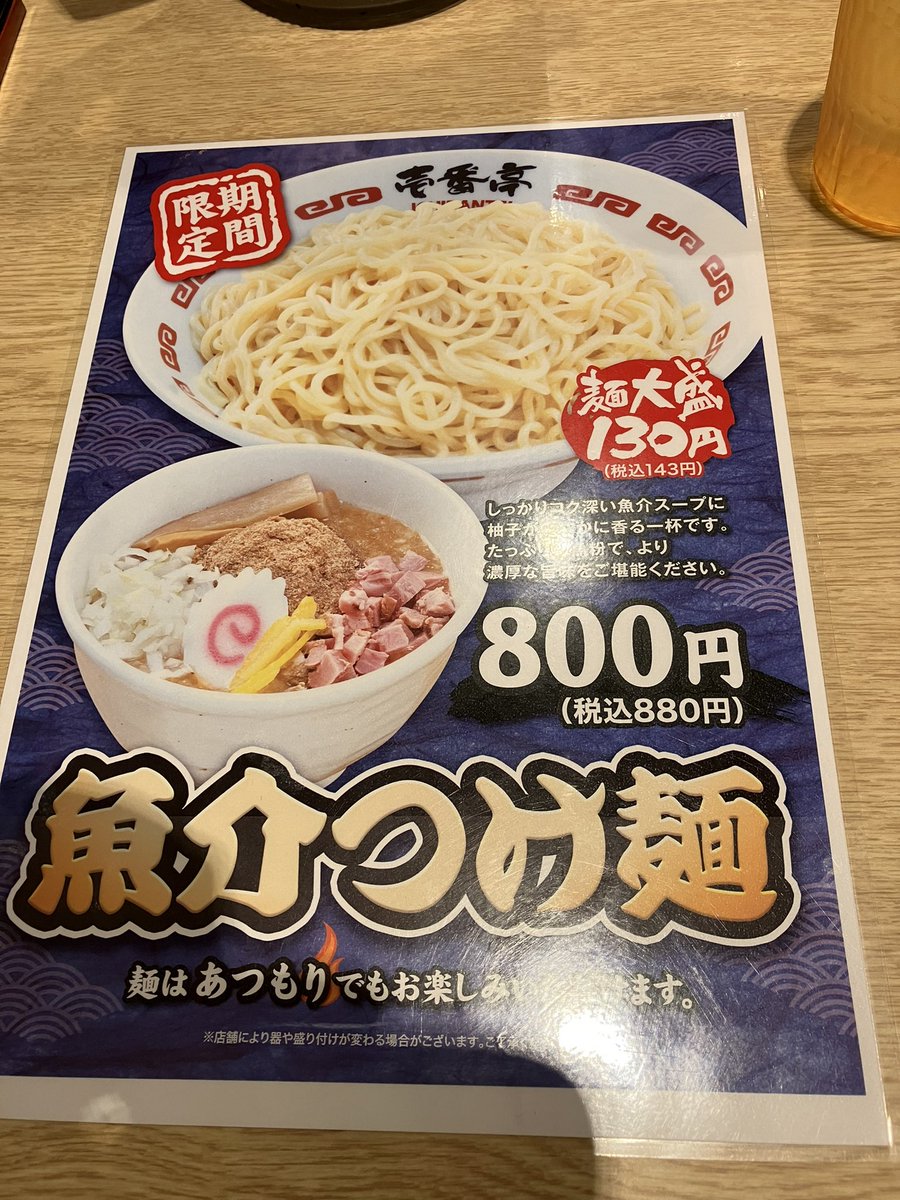 期間
限定
壱番亭
麺大盛
130円
(税込143円)
しっかりコク深い魚介スープに
柚子が に香る一杯です。
たっぷり 粉で、より
濃厚な旨味をご堪能ください。
800円
(税込880円)
魚介つけ麺
麺はあつもりでもお楽しみい ます。
※店舗により器や盛り付けが変わる場合がございます。